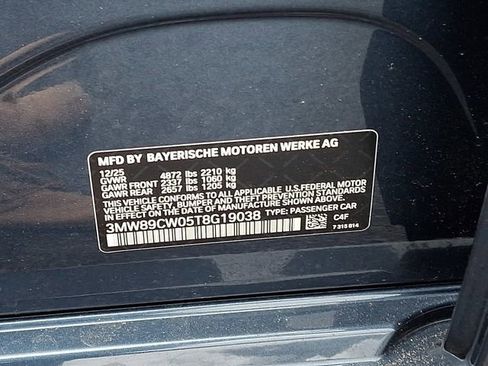 MFD BY BAYERISCHE MOTOREN WERKE AG
12/25
GVWR 4872 lbs 2210 kg
GAWR FRONT 2337 lbs 1060 kg
GAWR REAR 2657 lbs 1205 kg
THIS VEHICLE CONFORMS TO ALL APPLICABLE U.S.FEDERAL MOTOR
VEHICLE SAFETY, BUMPER, AND THEFT PREVENTION STANDARDS
IN EFFECT ON THE DATE OF MANUFACTURE SHOWN ABOVE.
3MW89CW05T8G19038 TYPE: PASSENGER CAR
C4F
7 315 814